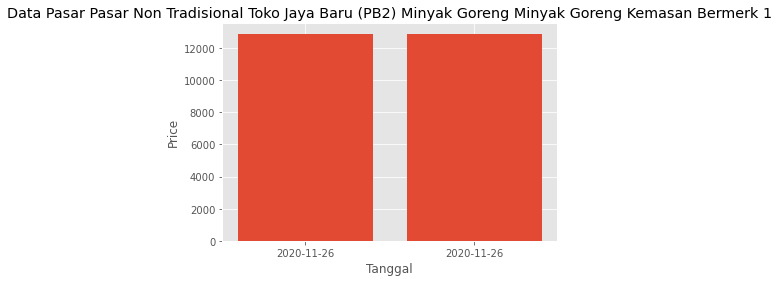 Data Pasar Pasar Non Tradisional Toko Jaya Baru (PB2) Minyak Goreng Minyak Goreng Kemasan Bermerk 1
12000
10000
8000
6000
4000
2000
0
Price
2020-11-26 2020-11-26
Tanggal